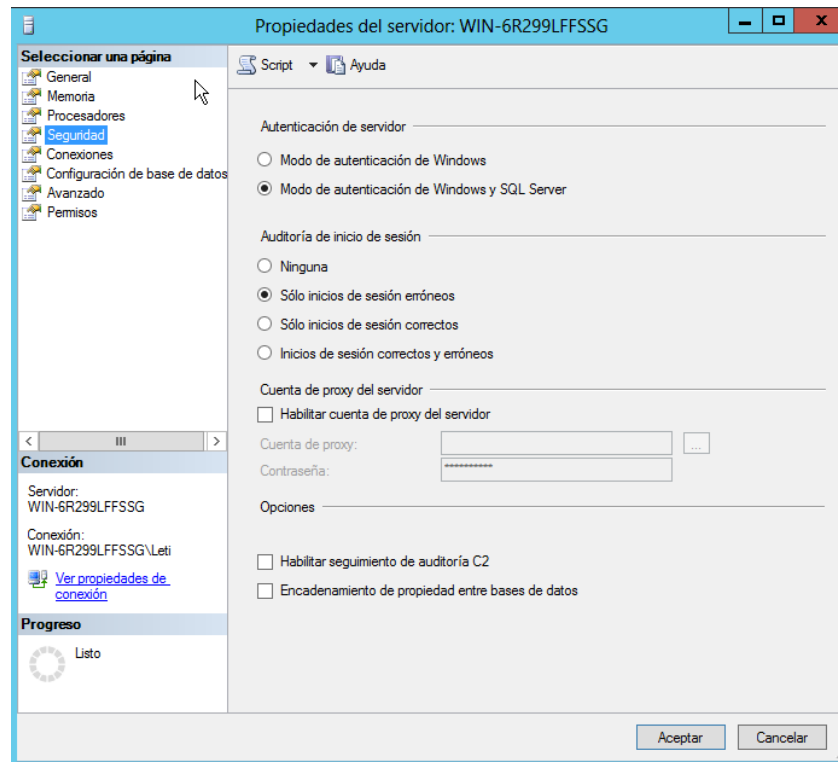 Propiedades del servidor: WIN-6R299LFFSSG
Seleccionar una página
General
Memoria
Procesadores
Seguridad
Conexiones
Configuración de base de datos
Avanzado
Permisos
Conexión
Servidor:
WIN-6R299LFFSSG
Conexión:
WIN-6R299LFFSSG\Leti
Ver propiedades de
conexión
Progreso
Listo
Script Ayuda
Autenticación de servidor
Modo de autenticación de Windows
Modo de autenticación de Windows y SQL Server
Auditoría de inicio de sesión
Ninguna
Sólo inicios de sesión erróneos
Sólo inicios de sesión correctos
Inicios de sesión correctos y erróneos
Cuenta de proxy del servidor
Habilitar cuenta de proxy del servidor
Cuenta de proxy: ...
Contraseña: **********
Opciones
Habilitar seguimiento de auditoría C2
Encadenamiento de propiedad entre bases de datos
Aceptar Cancelar